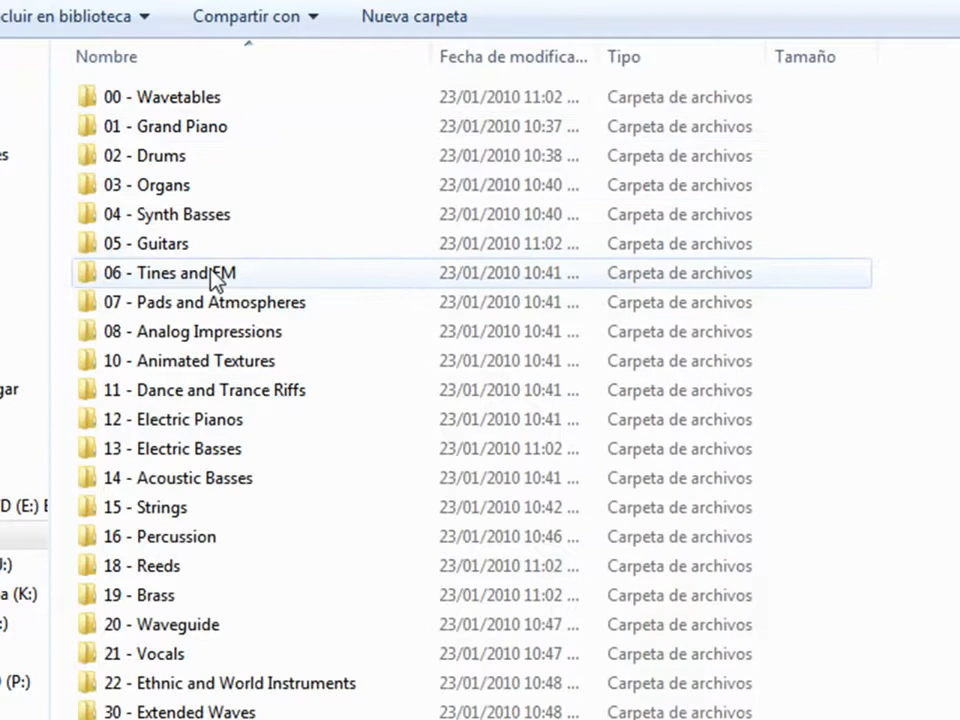 cluir en biblioteca Compartir con Nueva carpeta
Nombre Fecha de modifica... Tipo Tamaño
00 - Wavetables 23/01/2010 11:02 ... Carpeta de archivos
01 - Grand Piano 23/01/2010 10:37 ... Carpeta de archivos
02 - Drums 23/01/2010 10:38 ... Carpeta de archivos
es 03 - Organs 23/01/2010 10:40 ... Carpeta de archivos
04 - Synth Basses 23/01/2010 10:40 ... Carpeta de archivos
05 - Guitars 23/01/2010 11:02 ... Carpeta de archivos
06 - Tines and FM 23/01/2010 10:41 ... Carpeta de archivos
07 - Pads and Atmospheres 23/01/2010 10:41 ... Carpeta de archivos
08 - Analog Impressions 23/01/2010 10:41 ... Carpeta de archivos
10 - Animated Textures 23/01/2010 10:41 ... Carpeta de archivos
gar 11 - Dance and Trance Riffs 23/01/2010 10:41 ... Carpeta de archivos
12 - Electric Pianos 23/01/2010 10:41 ... Carpeta de archivos
13 - Electric Basses 23/01/2010 11:02 ... Carpeta de archivos
14 - Acoustic Basses 23/01/2010 10:41 ... Carpeta de archivos
D (E:) 15 - Strings 23/01/2010 10:42 ... Carpeta de archivos
16 - Percussion 23/01/2010 10:46 ... Carpeta de archivos
:) 18 - Reeds 23/01/2010 11:02 ... Carpeta de archivos
a (K:) 19 - Brass 23/01/2010 11:02 ... Carpeta de archivos
:) 20 - Waveguide 23/01/2010 10:47 ... Carpeta de archivos
21 - Vocals 23/01/2010 10:47 ... Carpeta de archivos
(P:) 22 - Ethnic and World Instruments 23/01/2010 10:48 ... Carpeta de archivos
30 - Extended Waves 23/01/2010 10:48 ... Carpeta de archivos